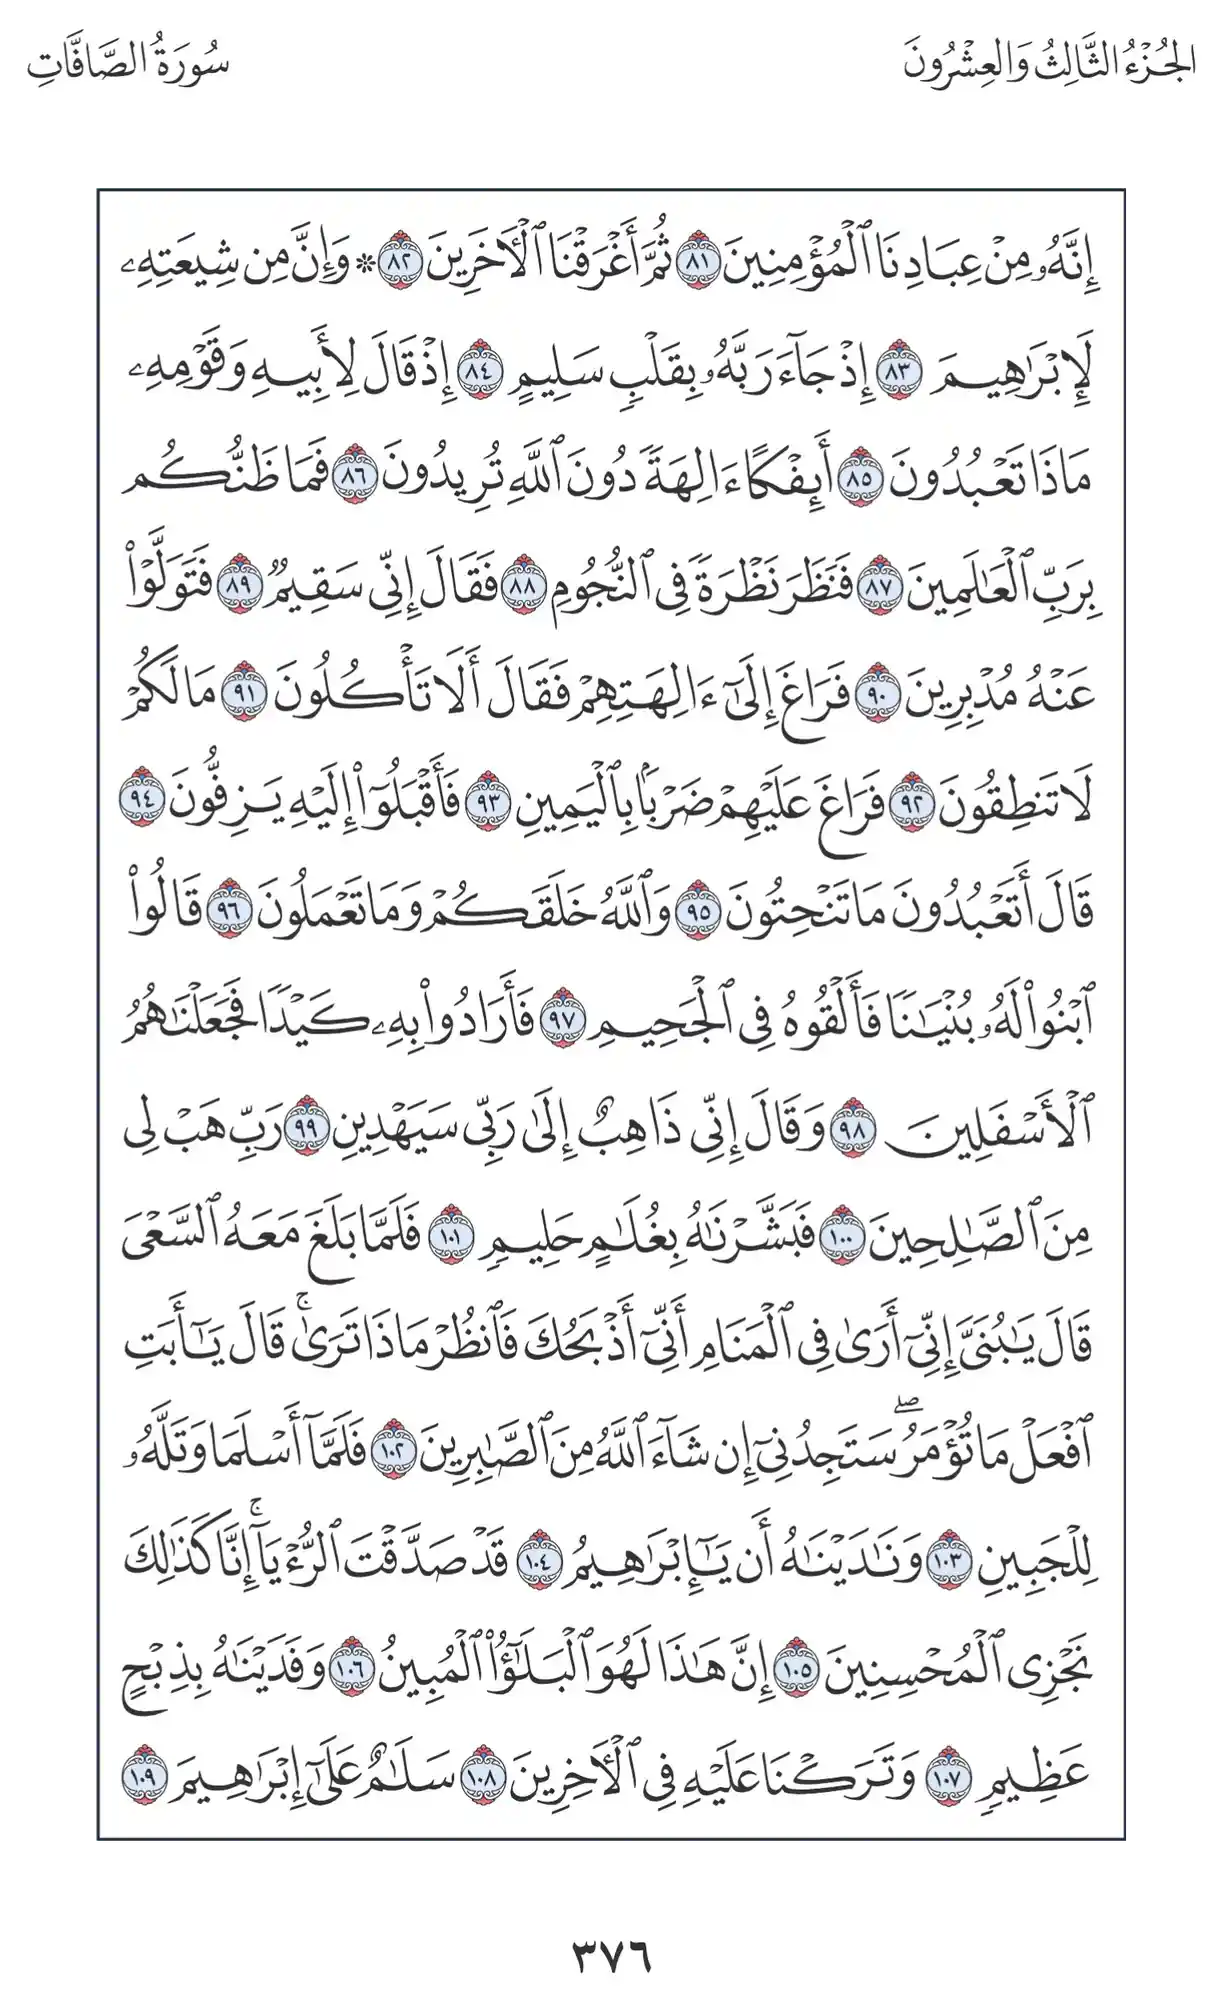 الجُزْءُ الثَّالِثُ وَالعِشْرُونَ
سُورَةُ الصَّافَّاتِ
إِنَّهُۥ مِنْ عِبَادِنَا ٱلْمُؤْمِنِينَ ٨١ ثُمَّ أَغْرَقْنَا ٱلْأٓخَرِينَ ٨٢ * وَإِنَّ مِن شِيعَتِهِۦ
لَإِبْرَٰهِيمَ ٨٣ إِذْ جَآءَ رَبَّهُۥ بِقَلْبٖ سَلِيمٍ ٨٤ إِذْ قَالَ لِأَبِيهِ وَقَوْمِهِۦ
مَاذَا تَعْبُدُونَ ٨٥ أَئِفْكًا ءَالِهَةٗ دُونَ ٱللَّهِ تُرِيدُونَ ٨٦ فَمَا ظَنُّكُم
بِرَبِّ ٱلْعَٰلَمِينَ ٨٧ فَنَظَرَ نَظْرَةٗ فِي ٱلنُّجُومِ ٨٨ فَقَالَ إِنِّي سَقِيمٞ ٨٩ فَتَوَلَّوْاْ
عَنْهُ مُدْبِرِينَ ٩٠ فَرَاغَ إِلَىٰٓ ءَالِهَتِهِمْ فَقَالَ أَلَا تَأْكُلُونَ ٩١ مَا لَكُمْ
لَا تَنطِقُونَ ٩٢ فَرَاغَ عَلَيْهِمْ ضَرْبَۢا بِٱلْيَمِينِ ٩٣ فَأَقْبَلُوٓاْ إِلَيْهِ يَزِفُّونَ ٩٤
قَالَ أَتَعْبُدُونَ مَا تَنْحِتُونَ ٩٥ وَٱللَّهُ خَلَقَكُمْ وَمَا تَعْمَلُونَ ٩٦ قَالُواْ
ٱبْنُواْ لَهُۥ بُنْيَٰنٗا فَأَلْقُوهُ فِي ٱلْجَحِيمِ ٩٧ فَأَرَادُواْ بِهِۦ كَيْدٗا فَجَعَلْنَٰهُمُ
ٱلْأَسْفَلِينَ ٩٨ وَقَالَ إِنِّي ذَاهِبٌ إِلَىٰ رَبِّي سَيَهْدِينِ ٩٩ رَبِّ هَبْ لِي
مِنَ ٱلصَّٰلِحِينَ ١٠٠ فَبَشَّرْنَٰهُ بِغُلَٰمٍ حَلِيمٖ ١٠١ فَلَمَّا بَلَغَ مَعَهُ ٱلسَّعْيَ
قَالَ يَٰبُنَيَّ إِنِّيٓ أَرَىٰ فِي ٱلْمَنَامِ أَنِّيٓ أَذْبَحُكَ فَٱنظُرْ مَاذَا تَرَىٰۚ قَالَ يَٰٓأَبَتِ
ٱفْعَلْ مَا تُؤْمَرُۖ سَتَجِدُنِيٓ إِن شَآءَ ٱللَّهُ مِنَ ٱلصَّٰبِرِينَ ١٠٢ فَلَمَّآ أَسْلَمَا وَتَلَّهُۥ
لِلْجَبِينِ ١٠٣ وَنَٰدَيْنَٰهُ أَن يَٰٓإِبْرَٰهِيمُ ١٠٤ قَدْ صَدَّقْتَ ٱلرُّءْيَآۚ إِنَّا كَذَٰلِكَ
نَجْزِي ٱلْمُحْسِنِينَ ١٠٥ إِنَّ هَٰذَا لَهُوَ ٱلْبَلَٰٓؤُاْ ٱلْمُبِينُ ١٠٦ وَفَدَيْنَٰهُ بِذِبْحٍ
عَظِيمٖ ١٠٧ وَتَرَكْنَا عَلَيْهِ فِي ٱلْأٓخِرِينَ ١٠٨ سَلَٰمٌ عَلَىٰٓ إِبْرَٰهِيمَ ١٠٩
٣٧٦